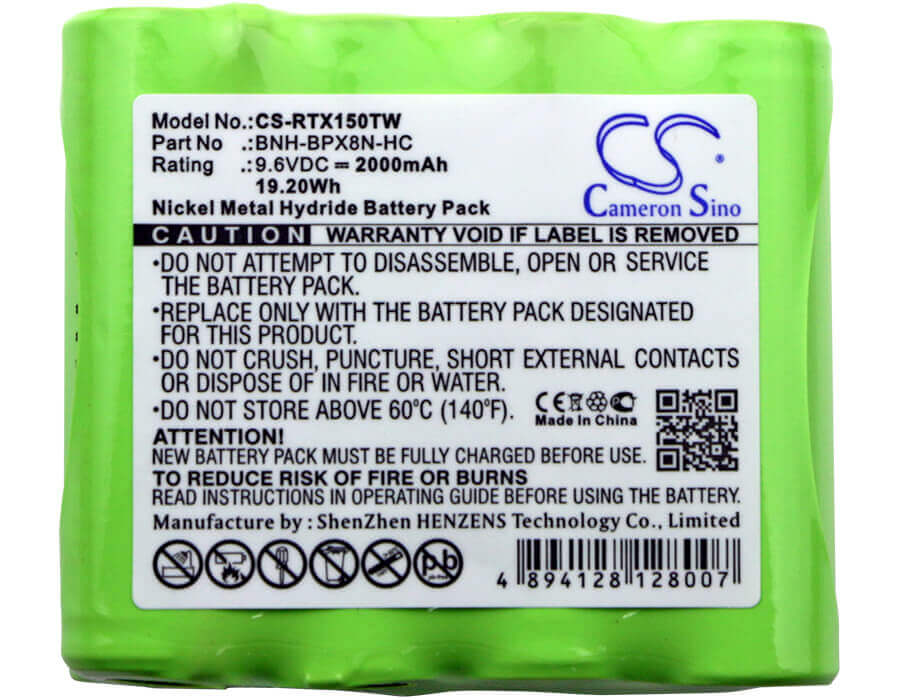 Model No.:CS-RTX150TW
Part No   .:BNH-BPX8N-HC
Rating    .:9.6VDC ⎓ 2000mAh
19.20Wh
Nickel Metal Hydride Battery Pack
CS
®
Cameron Sino
CAUTION WARRANTY VOID IF LABEL IS REMOVED
•DO NOT ATTEMPT TO DISASSEMBLE, OPEN OR SERVICE
THE BATTERY PACK.
•REPLACE ONLY WITH THE BATTERY PACK DESIGNATED
FOR THIS PRODUCT.
•DO NOT CRUSH, PUNCTURE, SHORT EXTERNAL CONTACTS
OR DISPOSE OF IN FIRE OR WATER.
•DO NOT STORE ABOVE 60°C (140°F).
CE
Made In China
ATTENTION!
NEW BATTERY PACK MUST BE FULLY CHARGED BEFORE USE.
TO REDUCE RISK OF FIRE OR BURNS
READ INSTRUCTIONS IN OPERATING GUIDE BEFORE USING THE BATTERY.
Manufacture by : ShenZhen HENZENS Technology Co., Limited
pb
4 894128 128007